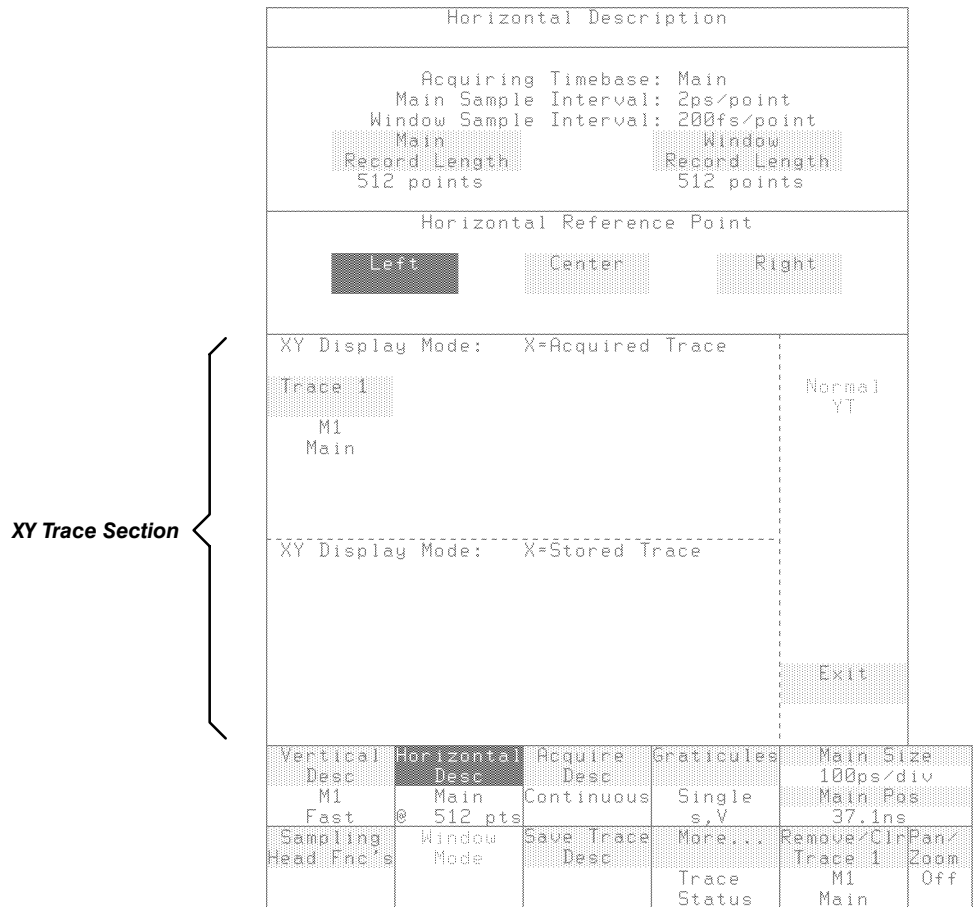 Horizontal Description
Acquiring Timebase: Main
Main Sample Interval: 2ps/point
Window Sample Interval: 200fs/point
Main Window
Record Length Record Length
512 points 512 points
Horizontal Reference Point
Left Center Right
XY Display Mode: X=Acquired Trace
Trace 1 Normal
YT
M1
Main
XY Trace Section
XY Display Mode: X=Stored Trace
Exit
Vertical Horizontal Acquire Graticules Main Size
Desc Desc Desc 100ps/div
M1 Main Continuous Single Main Pos
Fast @ 512 pts s,V 37.1ns
Sampling Window Save Trace More... Remove/Clr Pan/
Head Fnc's Mode Desc Trace 1 Zoom
Trace M1 Off
Status Main